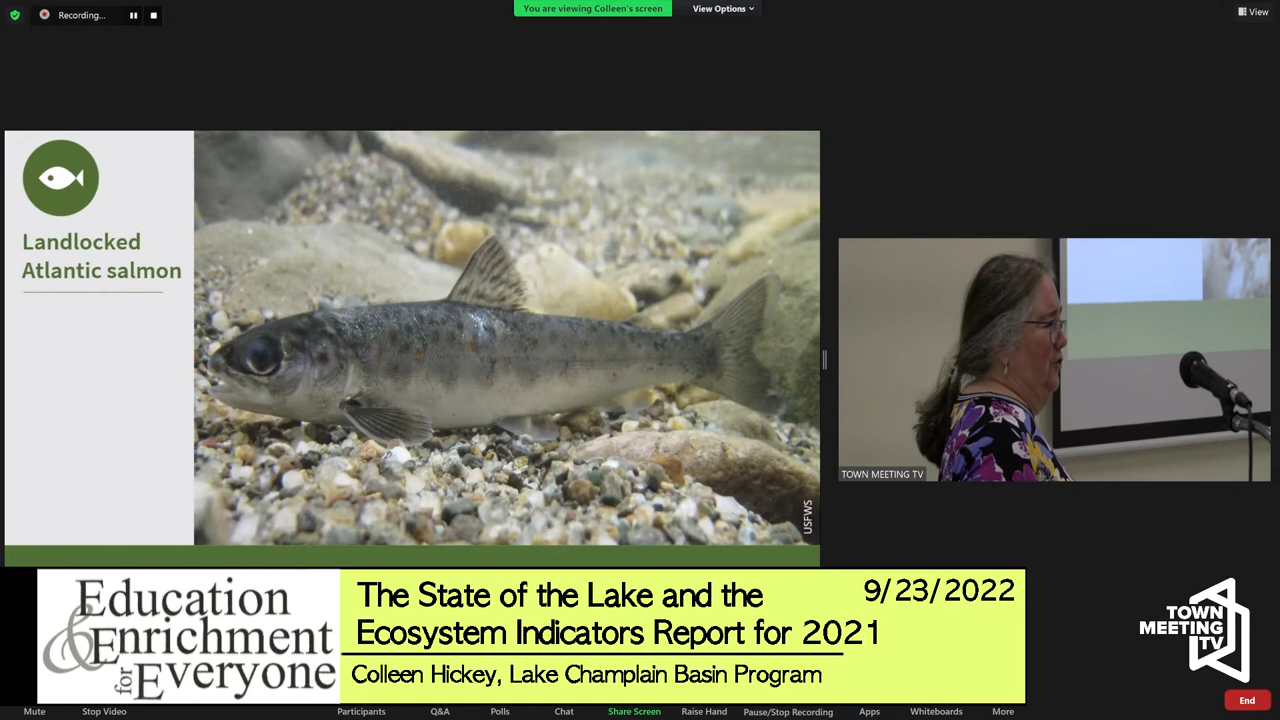 Recording...
You are viewing Colleen's screen
View Options
View
Landlocked
Atlantic salmon
USFWS
TOWN MEETING TV
Education
& Enrichment
for Everyone
The State of the Lake and the
Ecosystem Indicators Report for 2021
9/23/2022
Colleen Hickey, Lake Champlain Basin Program
TOWN
MEETING
TV
End
Mute
Stop Video
Participants
Q&A
Polls
Chat
Share Screen
Raise Hand
Pause/Stop Recording
Apps
Whiteboards
More